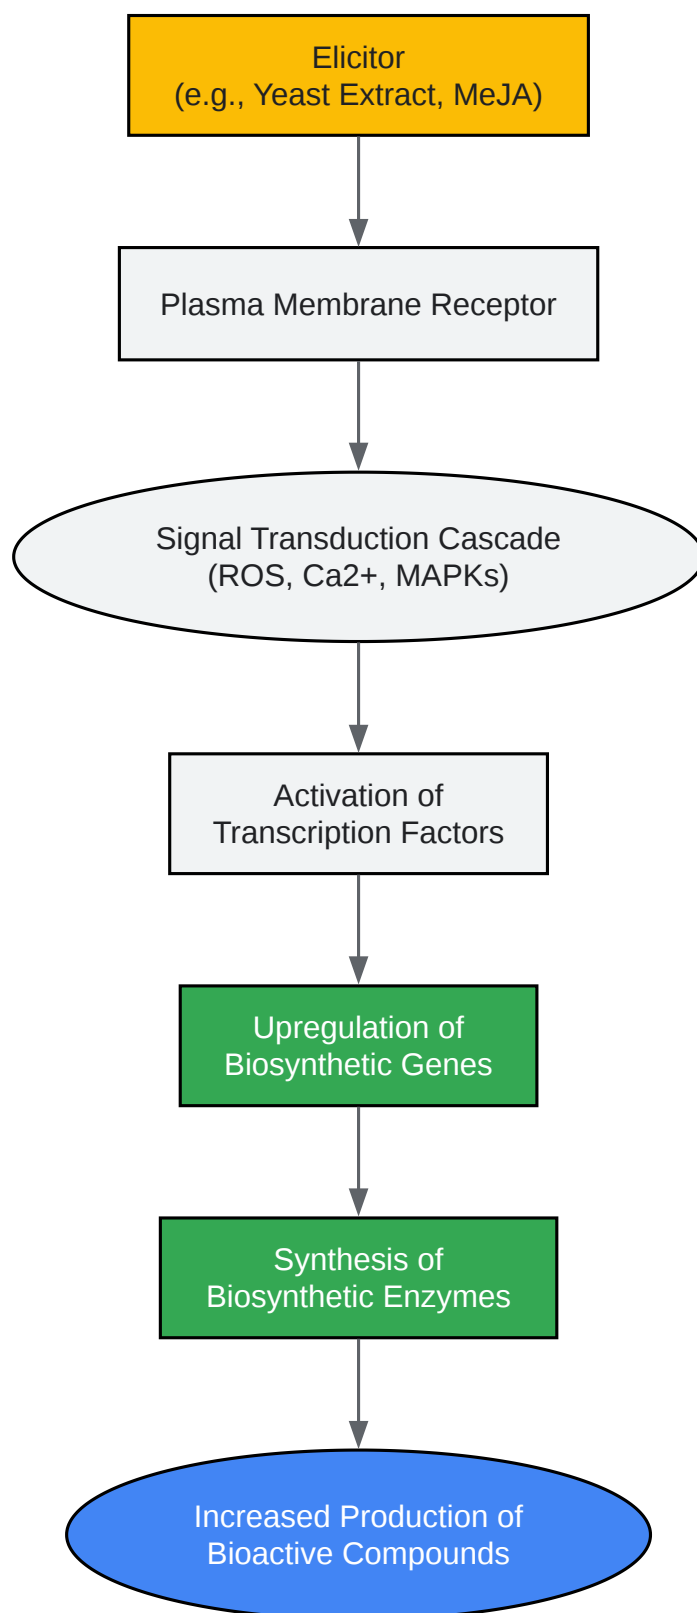 Elicitor
(e.g., Yeast Extract, MeJA)
Plasma Membrane Receptor
Signal Transduction Cascade
(ROS, Ca2+, MAPKs)
Activation of
Transcription Factors
Upregulation of
Biosynthetic Genes
Synthesis of
Biosynthetic Enzymes
Increased Production of
Bioactive Compounds